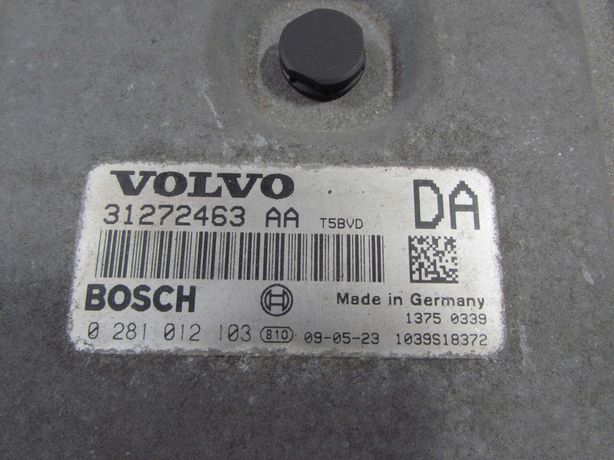 VOLVO
31272463 AA T5BVD
DA
BOSCH
Made in Germany
1375 0339
0 281 012 103 810 09-05-23 1039S18372